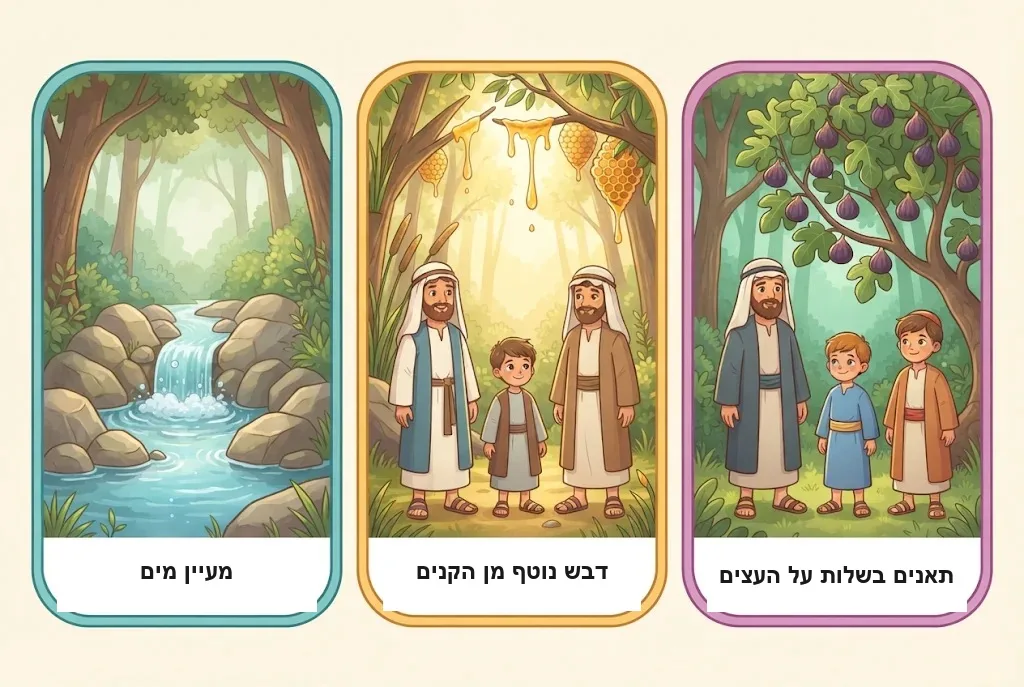 תאנים בשלות על העצים
דבש נוטף מן הקנים
מעיין מים